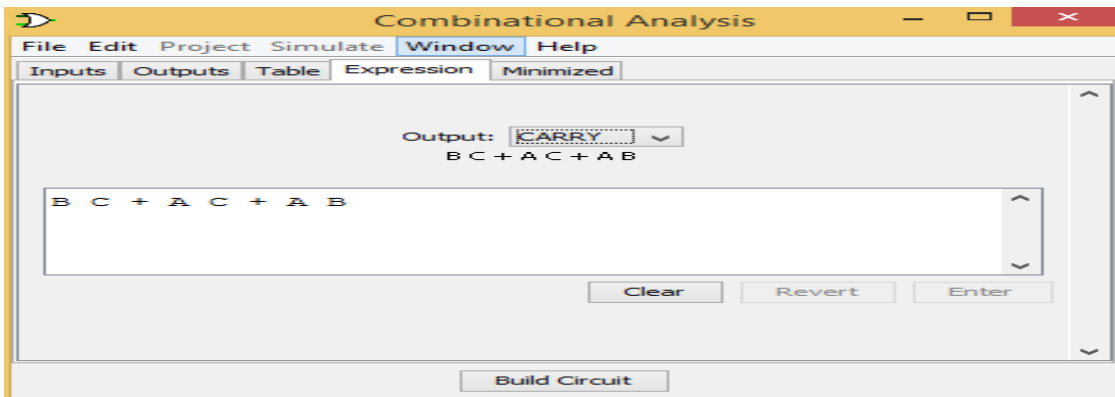 Combinational Analysis
File Edit Project Simulate Window Help
Inputs Outputs Table Expression Minimized
Output: CARRY
B C + A C + A B
B C + A C + A B
Clear Revert Enter
Build Circuit